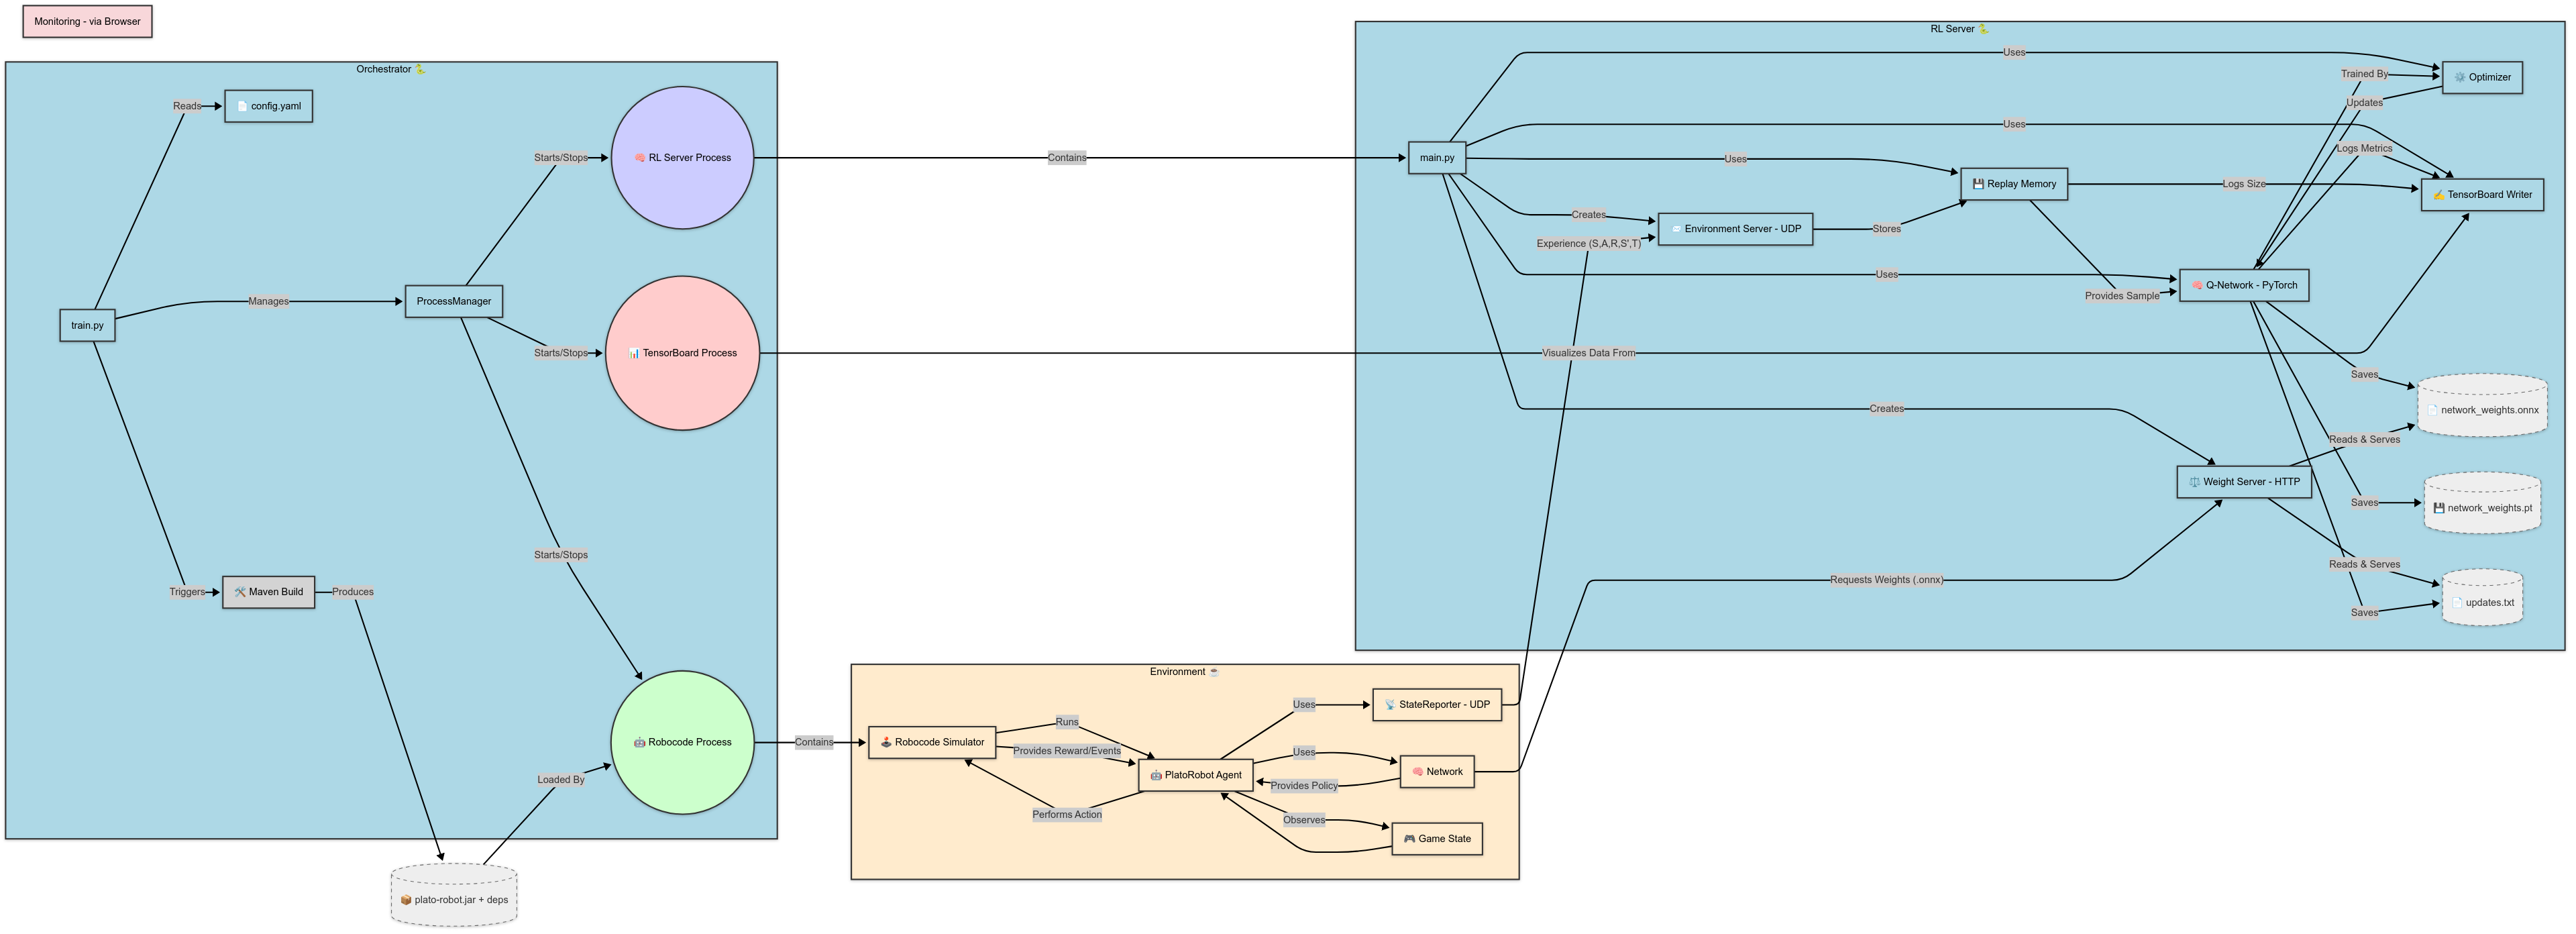 Monitoring - via Browser
Orchestrator 🐍
Reads
📄 config.yaml
train.py
Manages
ProcessManager
Starts/Stops
🧠 RL Server Process
Starts/Stops
📊 TensorBoard Process
Starts/Stops
Triggers
🛠️ Maven Build
Produces
🤖 Robocode Process
Loaded By
📦 plato-robot.jar + deps
Contains
Contains
Visualizes Data From
RL Server 🐍
main.py
Uses
Uses
Uses
Creates
Experience (S,A,R,S',T)
📨 Environment Server - UDP
Stores
💾 Replay Memory
Logs Size
Uses
Provides Sample
🧠 Q-Network - PyTorch
Trained By
Updates
Logs Metrics
⚙️ Optimizer
✍️ TensorBoard Writer
Saves
📄 network_weights.onnx
Creates
Reads & Serves
⚖️ Weight Server - HTTP
Saves
💾 network_weights.pt
Reads & Serves
Saves
📄 updates.txt
Requests Weights (.onnx)
Environment ☕
🕹️ Robocode Simulator
Runs
Provides Reward/Events
Performs Action
🤖 PlatoRobot Agent
Uses
📡 StateReporter - UDP
Uses
Provides Policy
🧠 Network
Observes
🎮 Game State